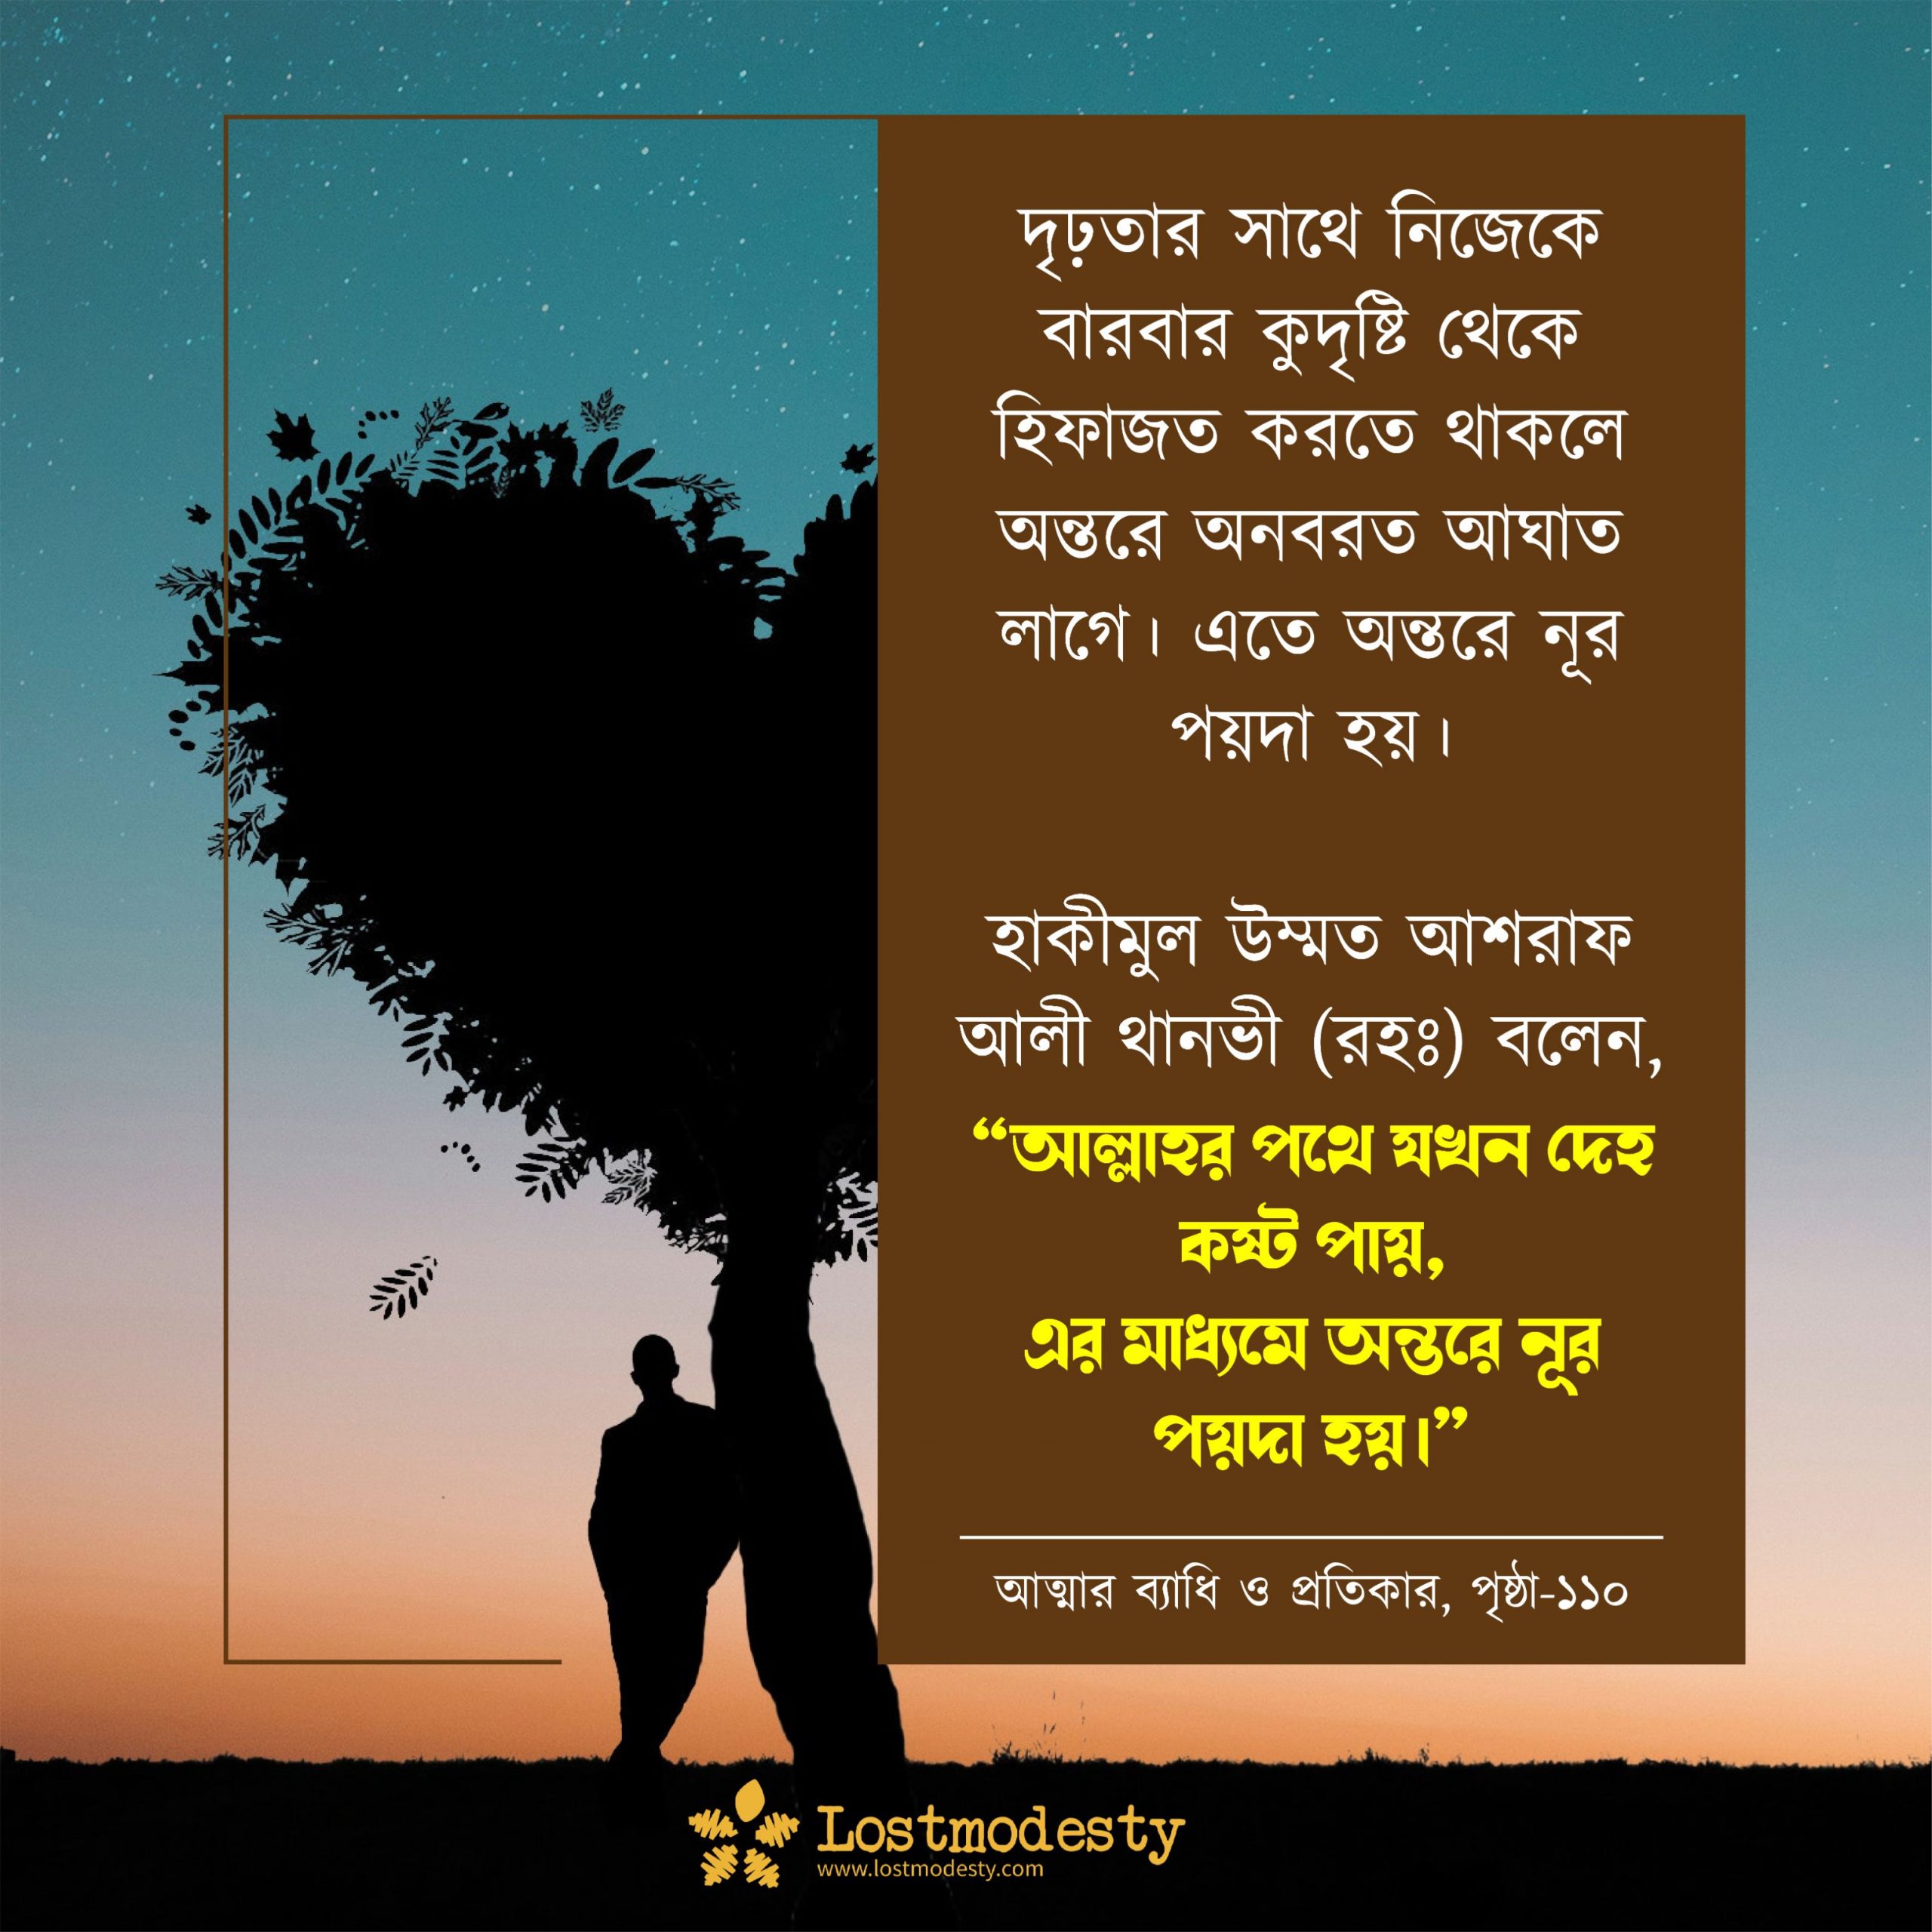 দৃঢ়তার সাথে নিজেকে
বারবার কুদৃষ্টি থেকে
হিফাজত করতে থাকলে
অন্তরে অনবরত আঘাত
লাগে। এতে অন্তরে নূর
পয়দা হয়।
হাকীমুল উম্মত আশরাফ
আলী থানভী (রহঃ) বলেন,
“আল্লাহর পথে যখন দেহ
কষ্ট পায়,
এর মাধ্যমে অন্তরে নূর
পয়দা হয়।”
আত্মার ব্যাধি ও প্রতিকার, পৃষ্ঠা-১১০
Lostmodesty
www.lostmodesty.com